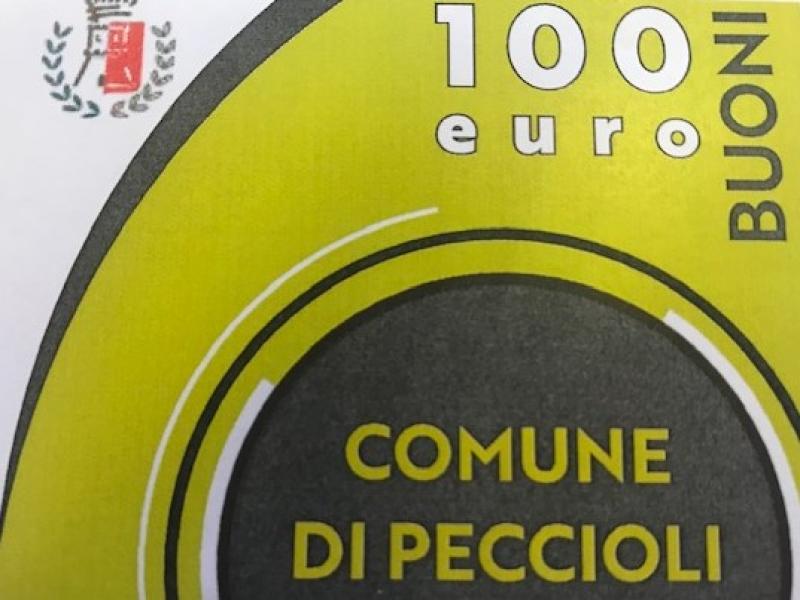 100
euro
BUONI
COMUNE
DI PECCIOLI